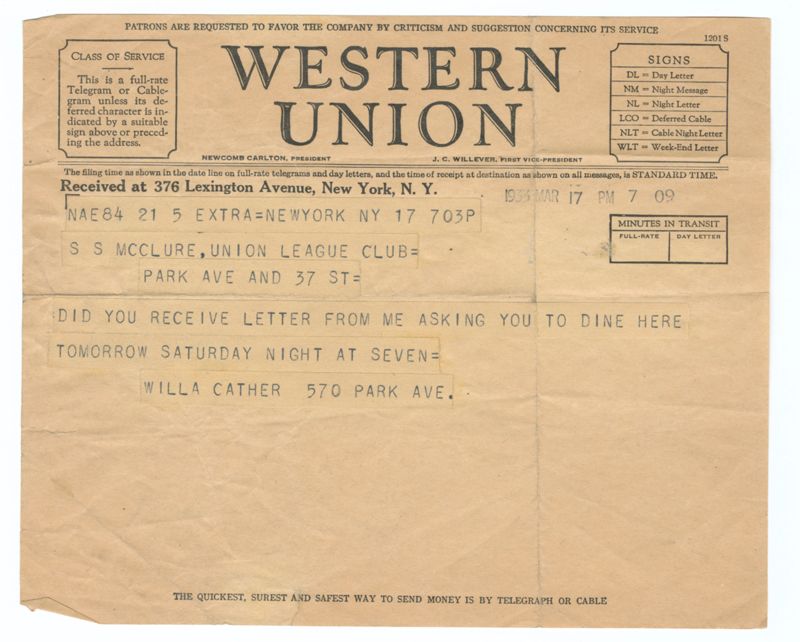 PATRONS ARE REQUESTED TO FAVOR THE COMPANY BY CRITICISM AND SUGGESTION CONCERNING ITS SERVICE
1201S
CLASS OF SERVICE
This is a full-rate
Telegram or Cable-
gram unless its de-
ferred character is in-
dicated by a suitable
sign above or preced-
ing the address.
WESTERN
UNION
NEWCOMB CARLTON, PRESIDENT
J. C. WILLEVER, FIRST VICE-PRESIDENT
SIGNS
DL = Day Letter
NM = Night Message
NL = Night Letter
LCO = Deferred Cable
NLT = Cable Night Letter
WLT = Week-End Letter
The filing time as shown in the date line on full-rate telegrams and day letters, and the time of receipt at destination as shown on all messages, is STANDARD TIME.
Received at 376 Lexington Avenue, New York, N. Y.
1933 MAR 17 PM 7 09
NAE84 21 5 EXTRA=NEWYORK NY 17 703P
MINUTES IN TRANSIT
FULL-RATE DAY LETTER
S S MCCLURE,UNION LEAGUE CLUB=
PARK AVE AND 37 ST=
DID YOU RECEIVE LETTER FROM ME ASKING YOU TO DINE HERE
TOMORROW SATURDAY NIGHT AT SEVEN=
WILLA CATHER 570 PARK AVE.
THE QUICKEST, SUREST AND SAFEST WAY TO SEND MONEY IS BY TELEGRAPH OR CABLE